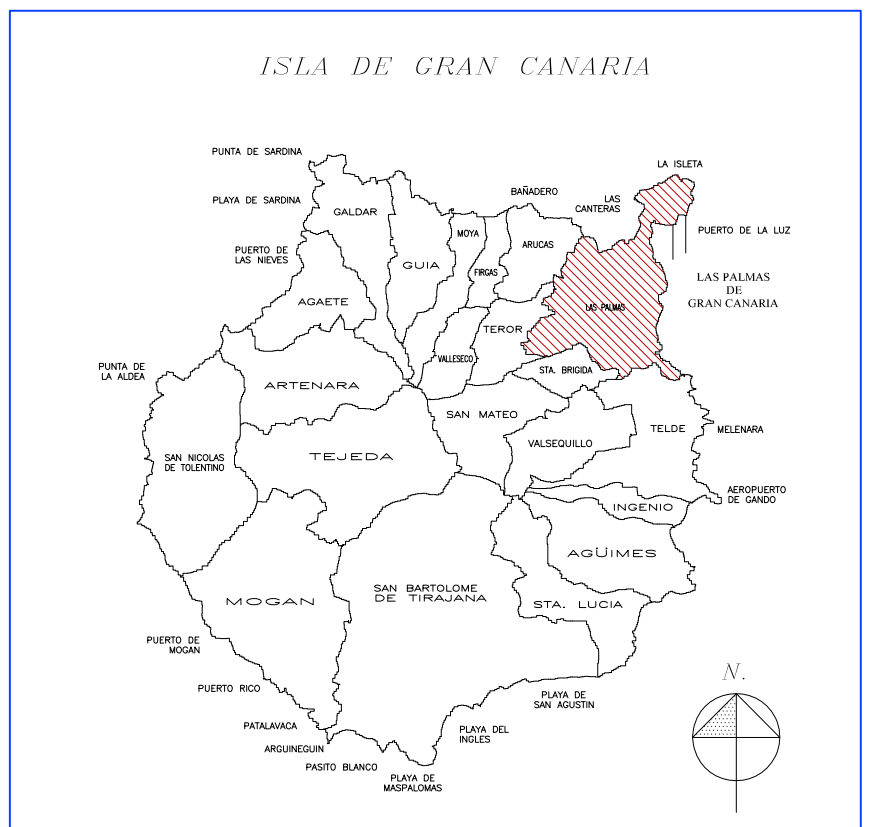 ISLA DE GRAN CANARIA
PUNTA DE SARDINA
LA ISLETA
PLAYA DE SARDINA
GALDAR
BAÑADERO
LAS
CANTERAS
MOYA
ARUCAS
PUERTO DE LA LUZ
PUERTO DE
LAS NIEVES
GUIA
FIRGAS
LAS PALMAS
DE
GRAN CANARIA
AGAETE
LAS PALMAS
TEROR
VALLESECO
PUNTA DE
LA ALDEA
STA. BRIGIDA
ARTENARA
SAN MATEO
TELDE
MELENARA
VALSEQUILLO
SAN NICOLAS
DE TOLENTINO
TEJEDA
AEROPUERTO
DE GANDO
INGENIO
AGÜIMES
SAN BARTOLOME
DE TIRAJANA
MOGAN
STA. LUCIA
PUERTO DE
MOGAN
PUERTO RICO
PLAYA DE
SAN AGUSTIN
N.
PATALAVACA
PLAYA DEL
INGLES
ARGUINEGUIN
PASITO BLANCO
PLAYA DE
MASPALOMAS